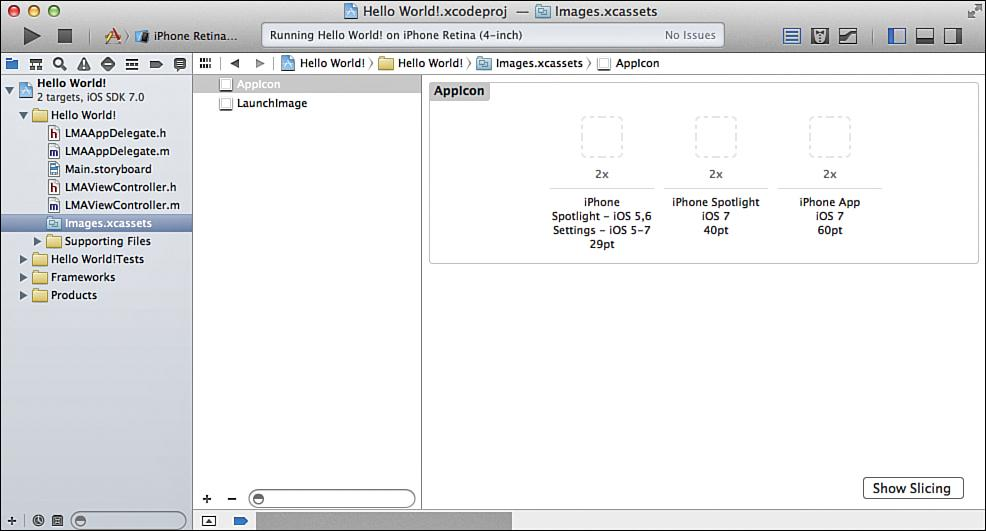 Hello World!.xcodeproj — Images.xcassets
iPhone Retina...
Running Hello World! on iPhone Retina (4-inch) No Issues
Hello World! Hello World! Images.xcassets AppIcon
Hello World!
2 targets, iOS SDK 7.0
Hello World!
h LMAAppDelegate.h
m LMAAppDelegate.m
Main.storyboard
h LMAViewController.h
m LMAViewController.m
Images.xcassets
Supporting Files
Hello World!Tests
Frameworks
Products
AppIcon
LaunchImage
AppIcon
2x
iPhone
Spotlight – iOS 5,6
Settings – iOS 5–7
29pt
2x
iPhone Spotlight
iOS 7
40pt
2x
iPhone App
iOS 7
60pt
Show Slicing